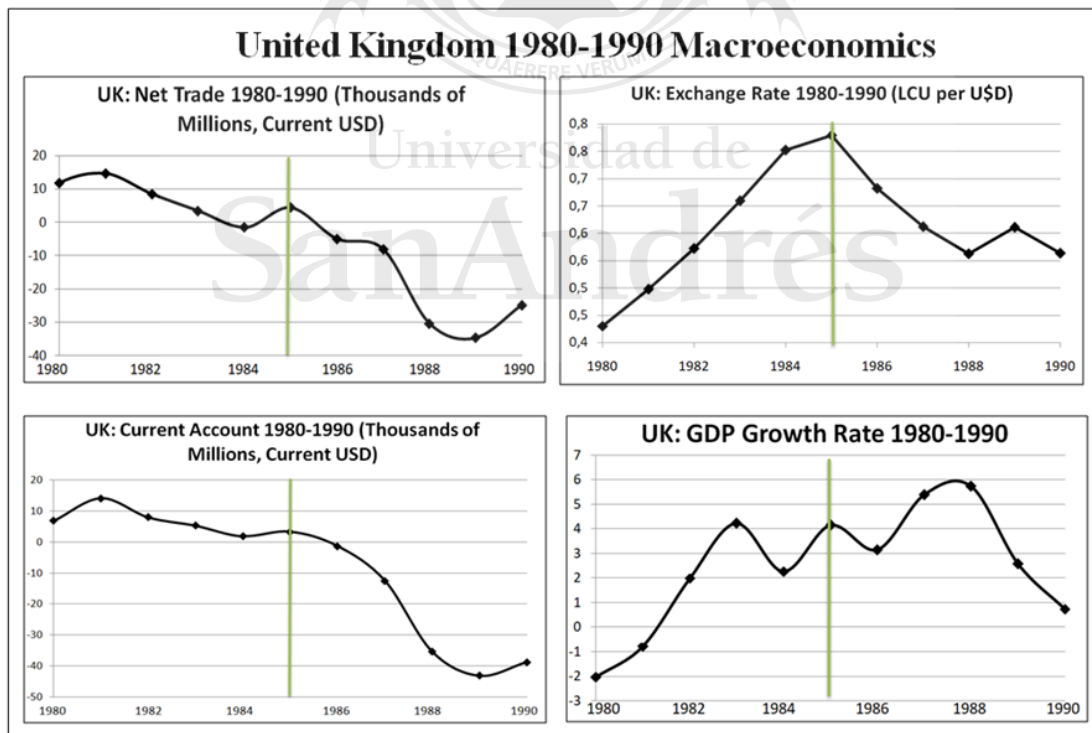 QUAERERE VERUM
United Kingdom 1980-1990 Macroeconomics
Universidad de
SanAndrés
UK: Net Trade 1980-1990 (Thousands of
Millions, Current USD)
20
10
0
-10
-20
-30
-40
1980 1982 1984 1986 1988 1990
UK: Exchange Rate 1980-1990 (LCU per U$D)
0,8
0,8
0,7
0,7
0,6
0,6
0,5
0,5
0,4
1980 1982 1984 1986 1988 1990
UK: Current Account 1980-1990 (Thousands of
Millions, Current USD)
20
10
0
-10
-20
-30
-40
-50
1980 1982 1984 1986 1988 1990
UK: GDP Growth Rate 1980-1990
7
6
5
4
3
2
1
0
-1
-2
-3
1980 1982 1984 1986 1988 1990